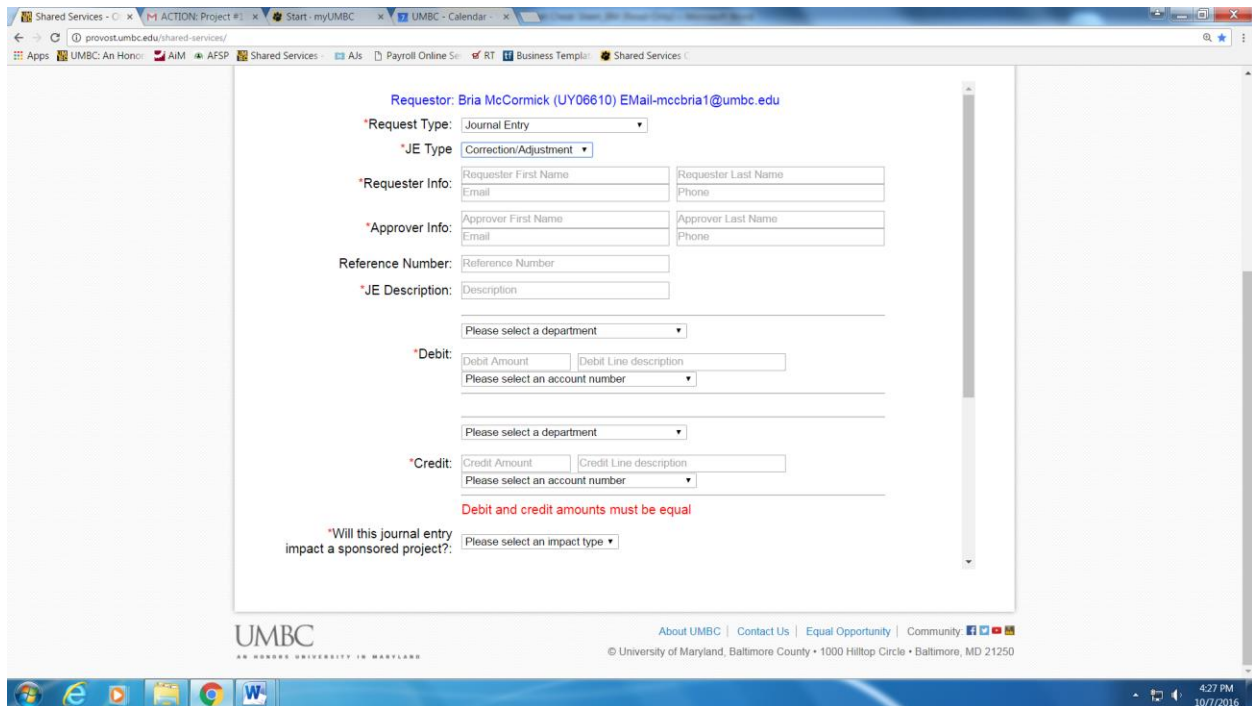 Shared Services - O
ACTION: Project #1
Start · myUMBC
UMBC - Calendar -
provost.umbc.edu/shared-services/
Apps UMBC: An Honor AiM AFSP Shared Services AJs Payroll Online Se RT Business Templat Shared Services
Requestor: Bria McCormick (UY06610) EMail-mccbria1@umbc.edu
*Request Type: Journal Entry
*JE Type Correction/Adjustment
*Requester Info: Requester First Name Requester Last Name
Email Phone
*Approver Info: Approver First Name Approver Last Name
Email Phone
Reference Number: Reference Number
*JE Description: Description
Please select a department
*Debit: Debit Amount Debit Line description
Please select an account number
Please select a department
*Credit: Credit Amount Credit Line description
Please select an account number
Debit and credit amounts must be equal
*Will this journal entry
impact a sponsored project?: Please select an impact type
UMBC
AN HONORS UNIVERSITY IN MARYLAND
About UMBC | Contact Us | Equal Opportunity | Community:
© University of Maryland, Baltimore County • 1000 Hilltop Circle • Baltimore, MD 21250
4:27 PM
10/7/2016